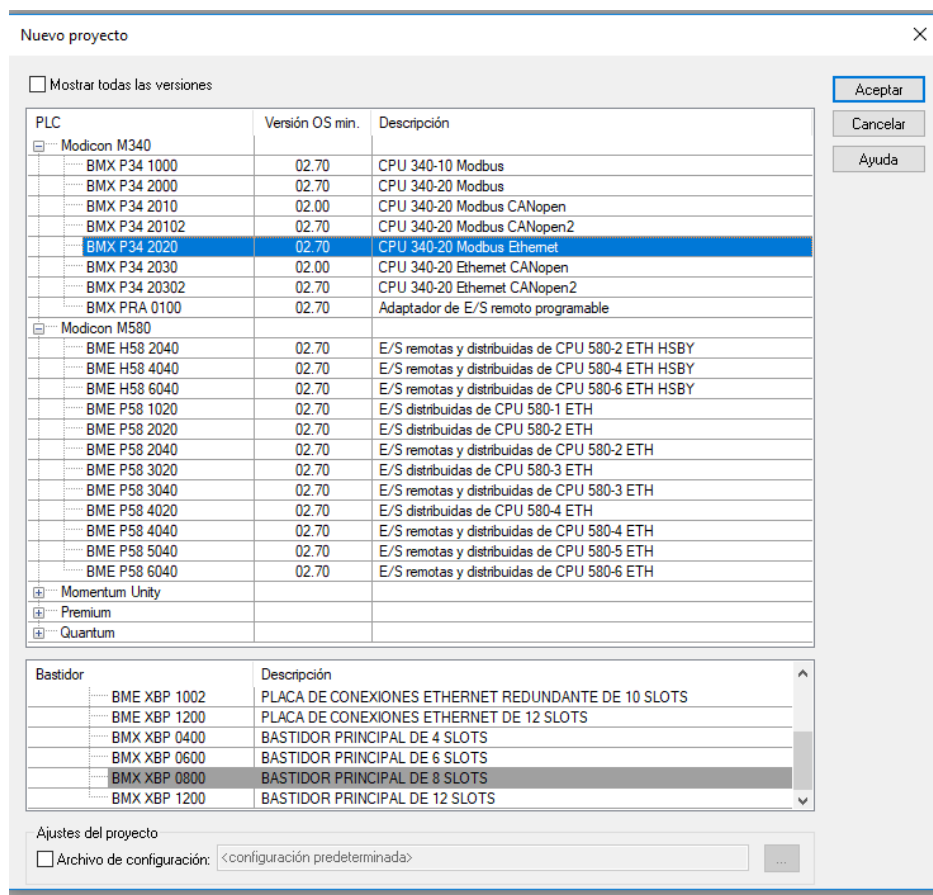 Nuevo proyecto
Mostrar todas las versiones
Aceptar
PLC Versión OS min. Descripción
Cancelar
Modicon M340
BMX P34 1000 02.70 CPU 340-10 Modbus
Ayuda
BMX P34 2000 02.70 CPU 340-20 Modbus
BMX P34 2010 02.00 CPU 340-20 Modbus CANopen
BMX P34 20102 02.70 CPU 340-20 Modbus CANopen2
BMX P34 2020 02.70 CPU 340-20 Modbus Ethernet
BMX P34 2030 02.00 CPU 340-20 Ethernet CANopen
BMX P34 20302 02.70 CPU 340-20 Ethernet CANopen2
BMX PRA 0100 02.70 Adaptador de E/S remoto programable
Modicon M580
BME H58 2040 02.70 E/S remotas y distribuidas de CPU 580-2 ETH HSBY
BME H58 4040 02.70 E/S remotas y distribuidas de CPU 580-4 ETH HSBY
BME H58 6040 02.70 E/S remotas y distribuidas de CPU 580-6 ETH HSBY
BME P58 1020 02.70 E/S distribuidas de CPU 580-1 ETH
BME P58 2020 02.70 E/S distribuidas de CPU 580-2 ETH
BME P58 2040 02.70 E/S remotas y distribuidas de CPU 580-2 ETH
BME P58 3020 02.70 E/S distribuidas de CPU 580-3 ETH
BME P58 3040 02.70 E/S remotas y distribuidas de CPU 580-3 ETH
BME P58 4020 02.70 E/S distribuidas de CPU 580-4 ETH
BME P58 4040 02.70 E/S remotas y distribuidas de CPU 580-4 ETH
BME P58 5040 02.70 E/S remotas y distribuidas de CPU 580-5 ETH
BME P58 6040 02.70 E/S remotas y distribuidas de CPU 580-6 ETH
Momentum Unity
Premium
Quantum
Bastidor Descripción
BME XBP 1002 PLACA DE CONEXIONES ETHERNET REDUNDANTE DE 10 SLOTS
BME XBP 1200 PLACA DE CONEXIONES ETHERNET DE 12 SLOTS
BMX XBP 0400 BASTIDOR PRINCIPAL DE 4 SLOTS
BMX XBP 0600 BASTIDOR PRINCIPAL DE 6 SLOTS
BMX XBP 0800 BASTIDOR PRINCIPAL DE 8 SLOTS
BMX XBP 1200 BASTIDOR PRINCIPAL DE 12 SLOTS
Ajustes del proyecto
Archivo de configuración: <configuración predeterminada> ...